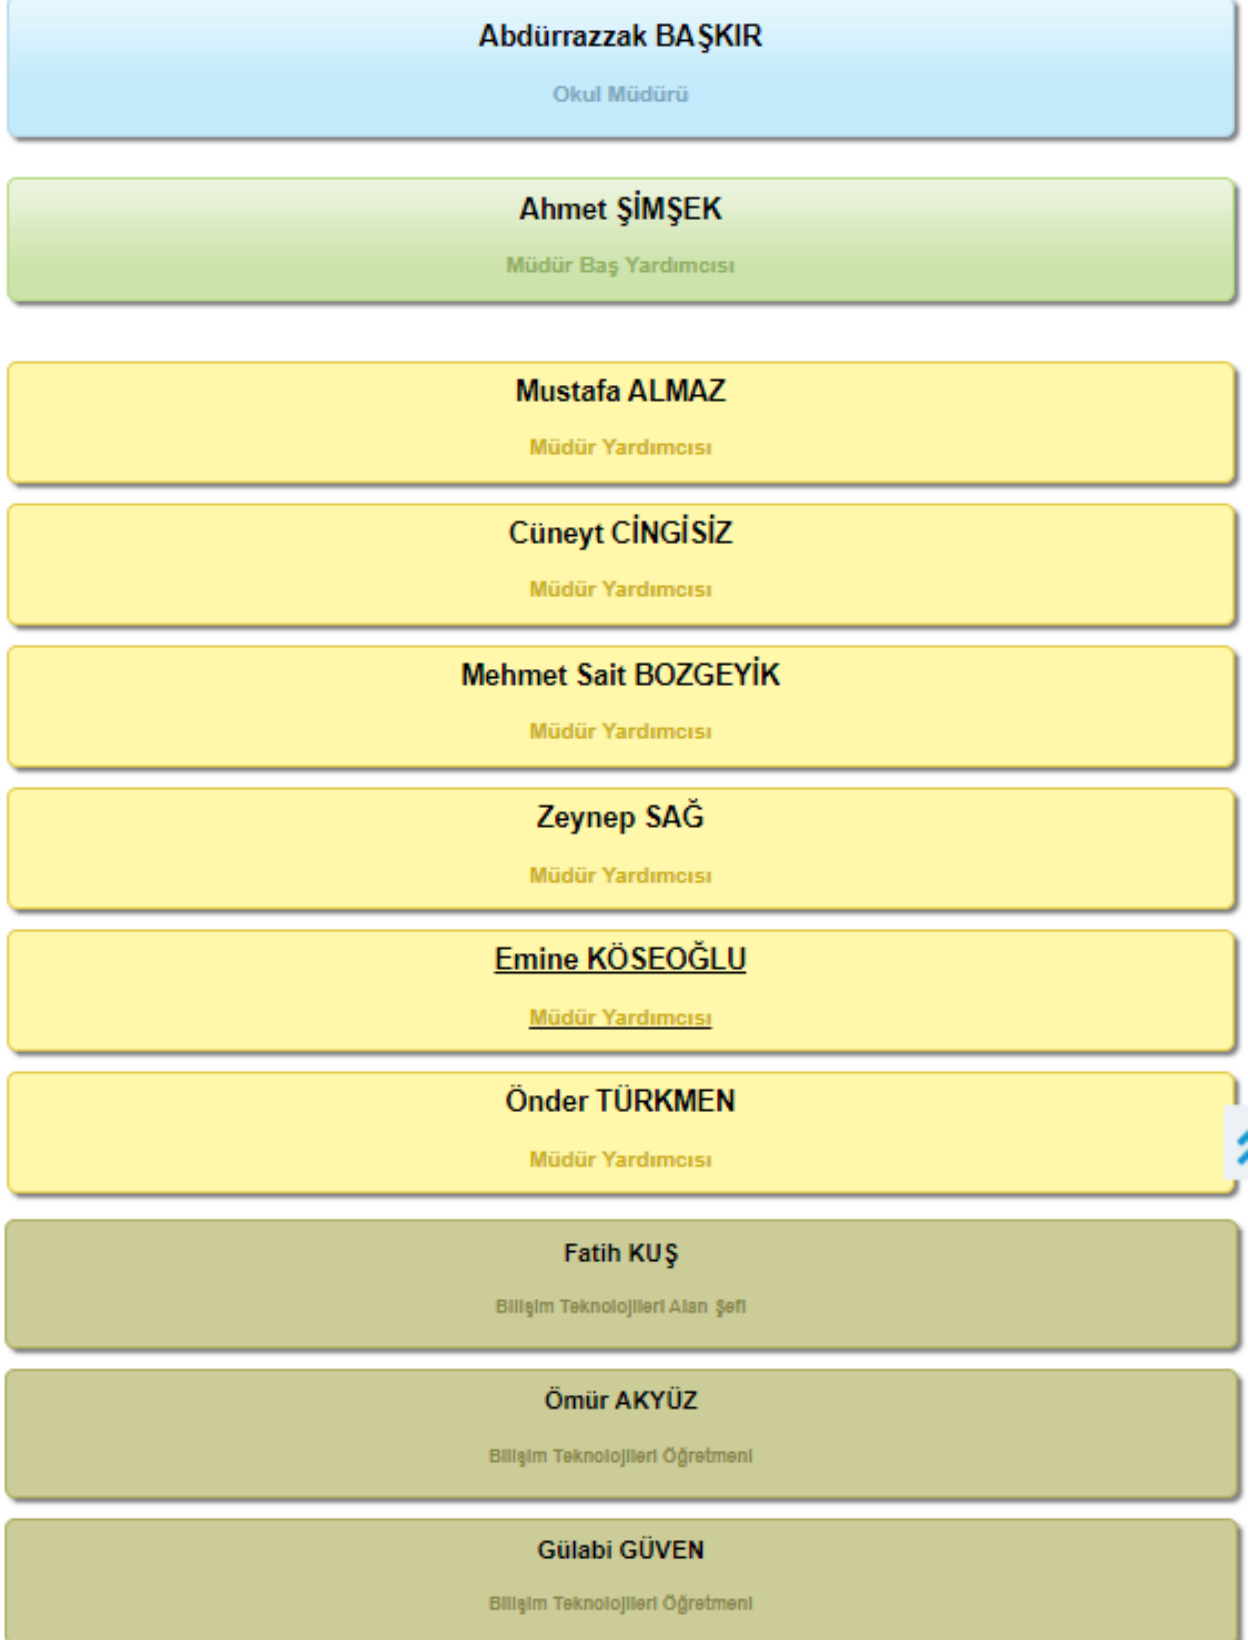 Abdürrazzak BAŞKIR
Okul Müdürü
Ahmet ŞİMŞEK
Müdür Baş Yardımcısı
Mustafa ALMAZ
Müdür Yardımcısı
Cüneyt CİNGİSİZ
Müdür Yardımcısı
Mehmet Sait BOZGEYİK
Müdür Yardımcısı
Zeynep SAĞ
Müdür Yardımcısı
Emine KÖSEOĞLU
Müdür Yardımcısı
Önder TÜRKMEN
Müdür Yardımcısı
Fatih KUŞ
Bilişim Teknolojileri Alan Şefi
Ömür AKYÜZ
Bilişim Teknolojileri Öğretmeni
Gülabi GÜVEN
Bilişim Teknolojileri Öğretmeni